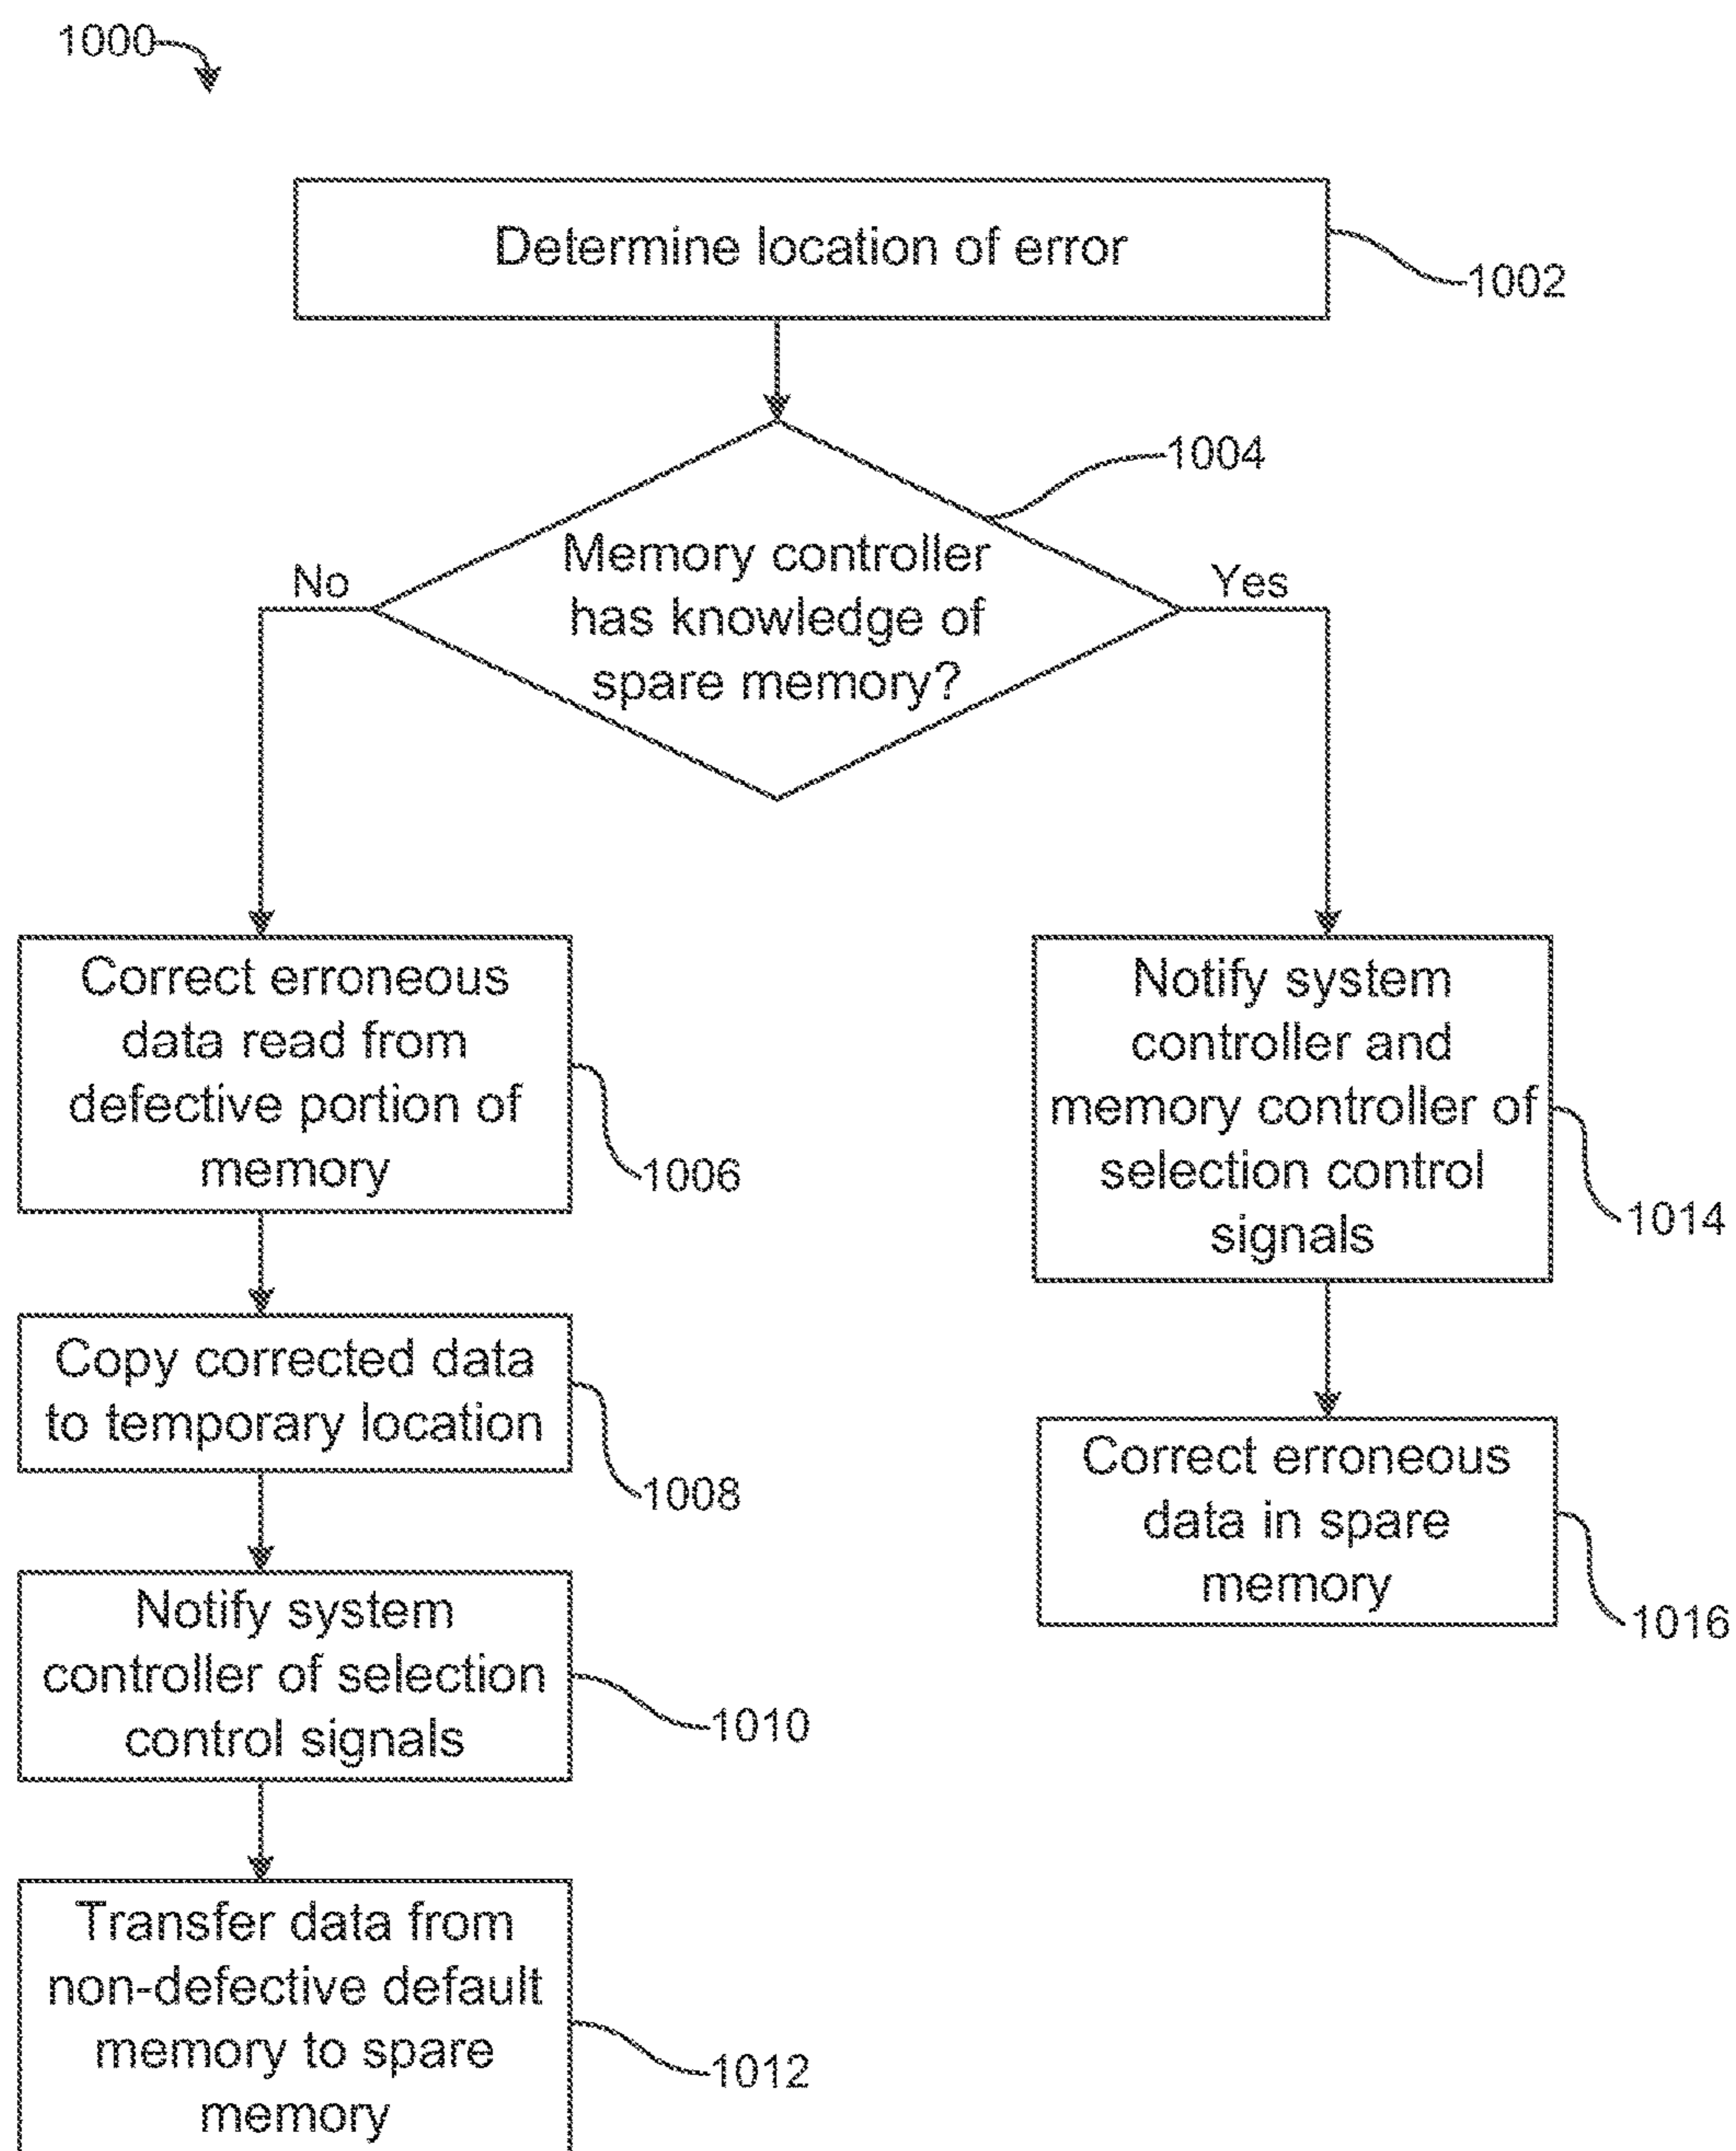 1000
Determine location of error
1002
1004
Memory controller
has knowledge of
spare memory?
No
Yes
Correct erroneous
data read from
defective portion of
memory
1006
Notify system
controller and
memory controller of
selection control
signals
1014
Copy corrected data
to temporary location
1008
Correct erroneous
data in spare
memory
1016
Notify system
controller of selection
control signals
1010
Transfer data from
non-defective default
memory to spare
memory
1012